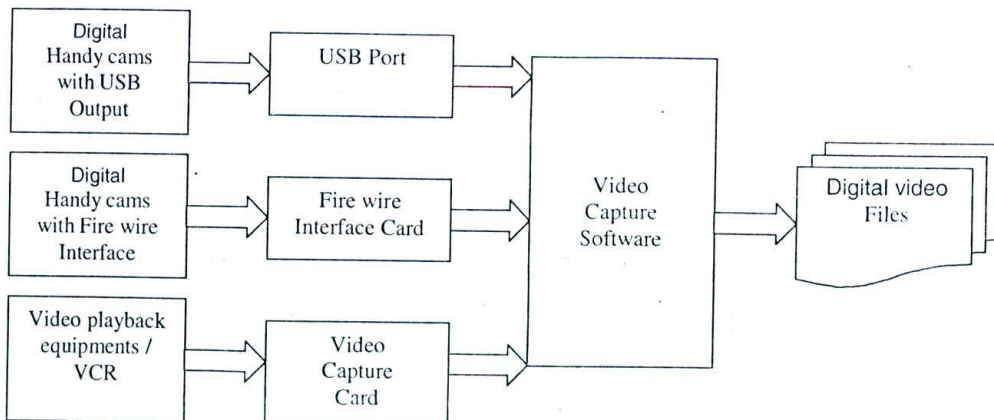 Digital
Handy cams
with USB
Output
USB Port
Digital
Handy cams
with Fire wire
Interface
Fire wire
Interface Card
Video playback
equipments /
VCR
Video
Capture
Card
Video
Capture
Software
Digital video
Files